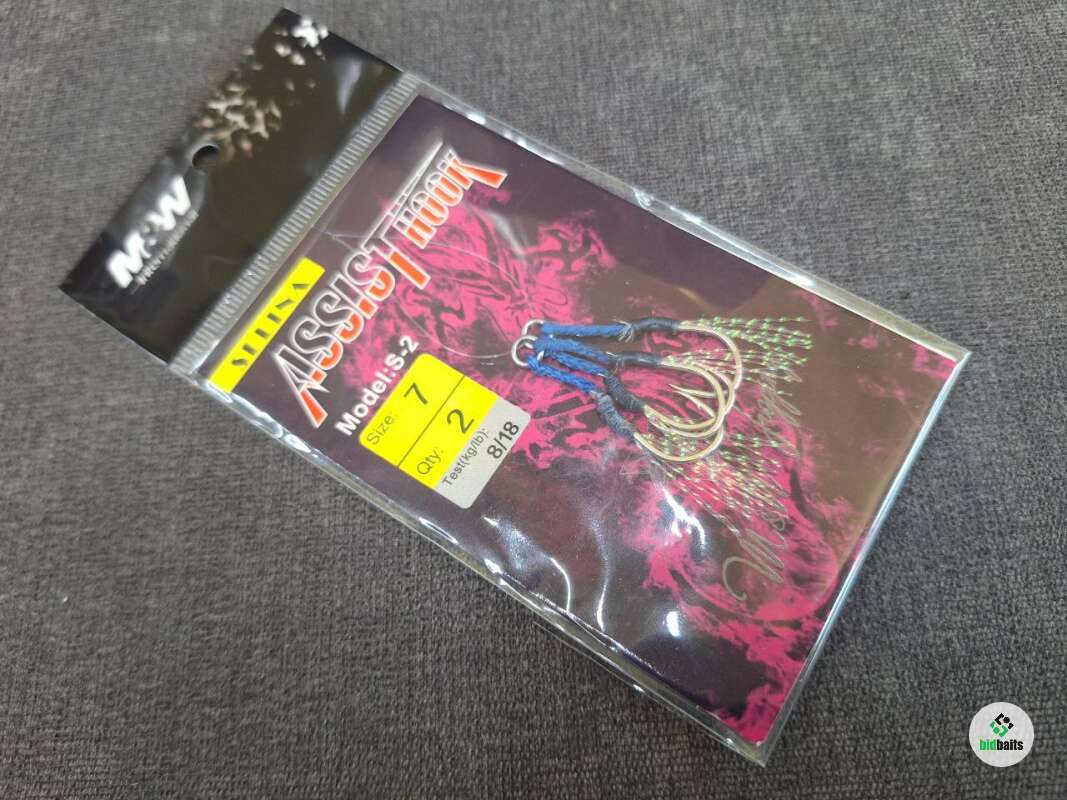 M&W
SELINA
ASSIST
HOOK
Model:S-2
Size: 7
Qty: 2
Test(kg/lb):
8/18
bidbaits